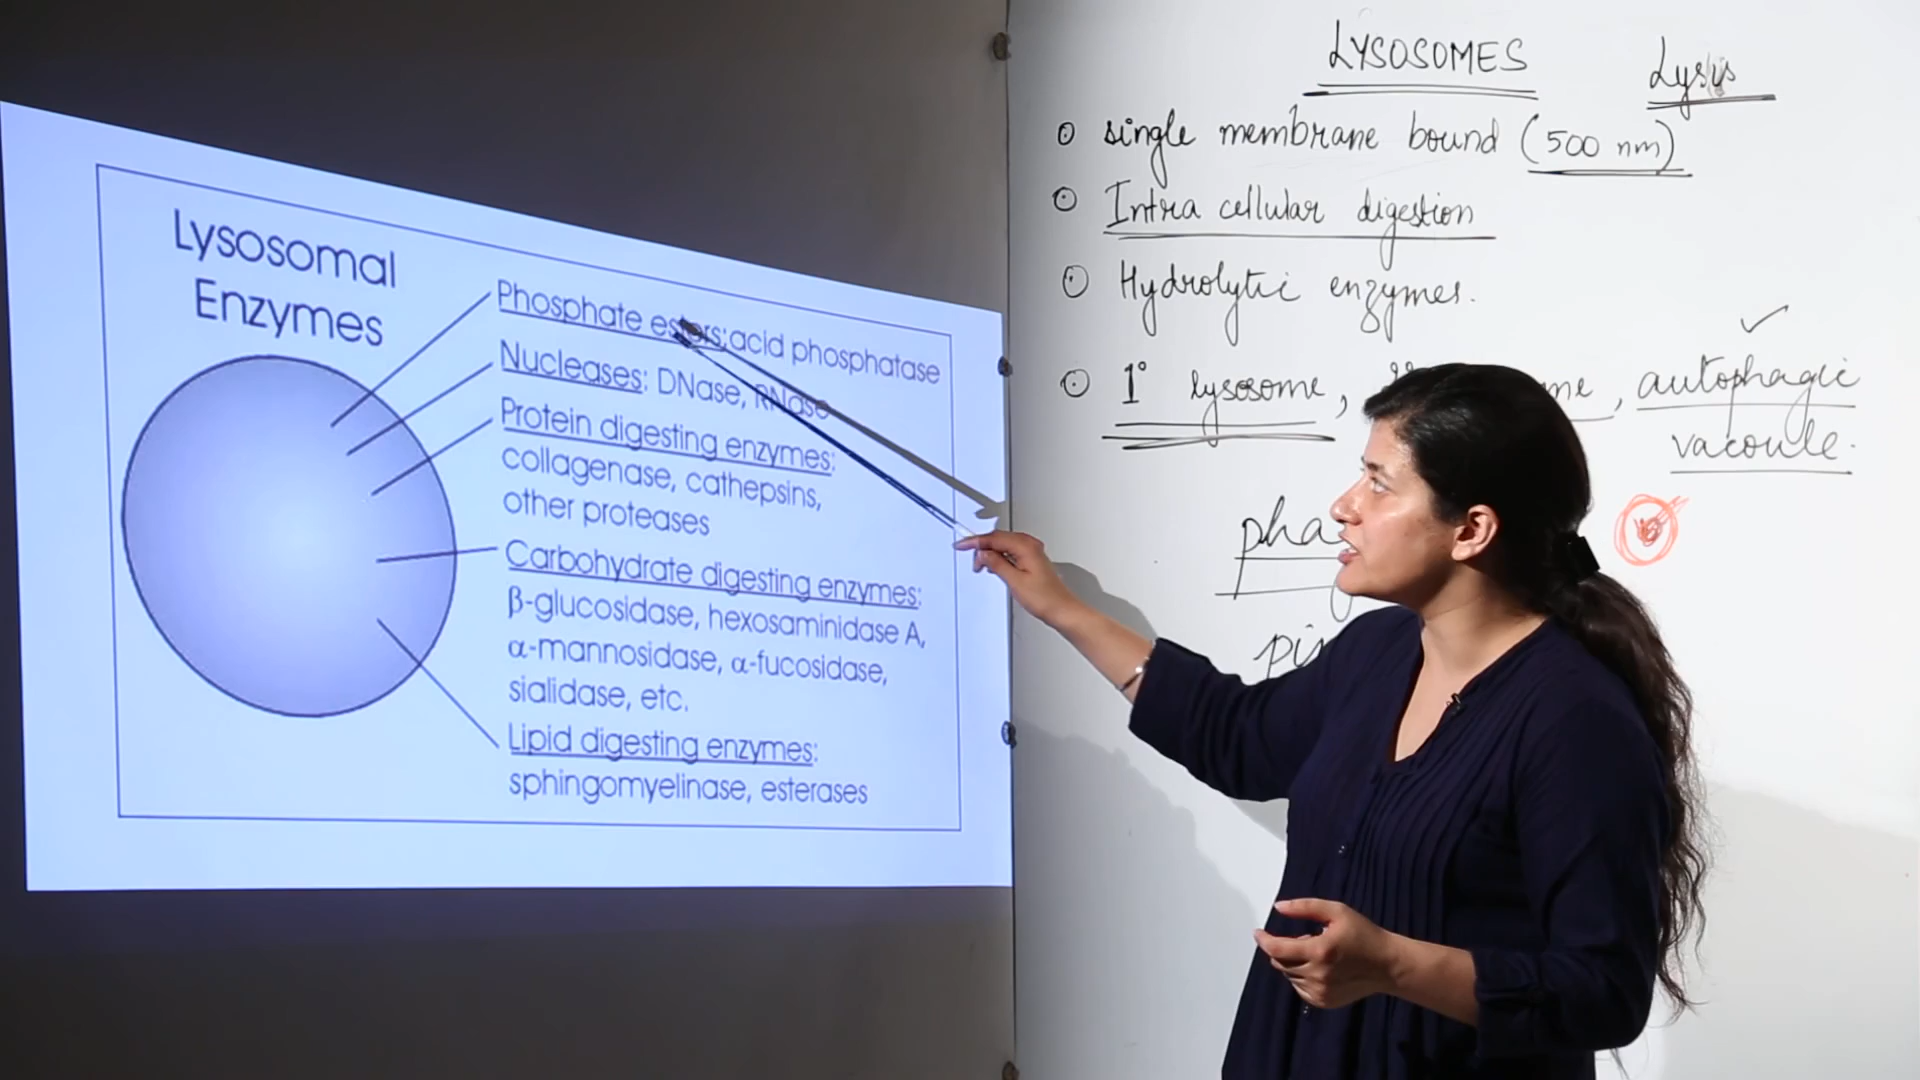 Lysosomal
Enzymes
Phosphate esters: acid phosphatase
Nucleases: DNase, RNase
Protein digesting enzymes:
collagenase, cathepsins,
other proteases
Carbohydrate digesting enzymes:
β-glucosidase, hexosaminidase A,
α-mannosidase, α-fucosidase,
sialidase, etc.
Lipid digesting enzymes:
sphingomyelinase, esterases
LYSOSOMES
Lysis
single membrane bound (500 nm)
Intra cellular digestion
Hydrolytic enzymes.
1° lysosome, , autophagic
vacoule.